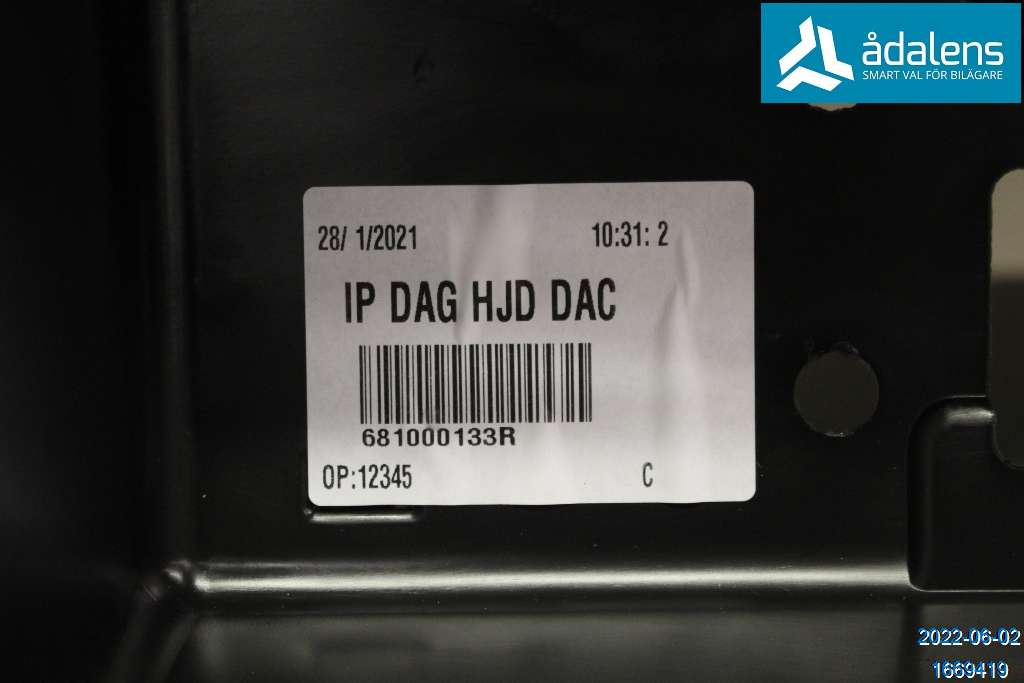 ådalens
SMART VAL FÖR BILÄGARE
28/ 1/2021 10:31: 2
IP DAG HJD DAC
681000133R
OP:12345 C
2022-06-02
1669419